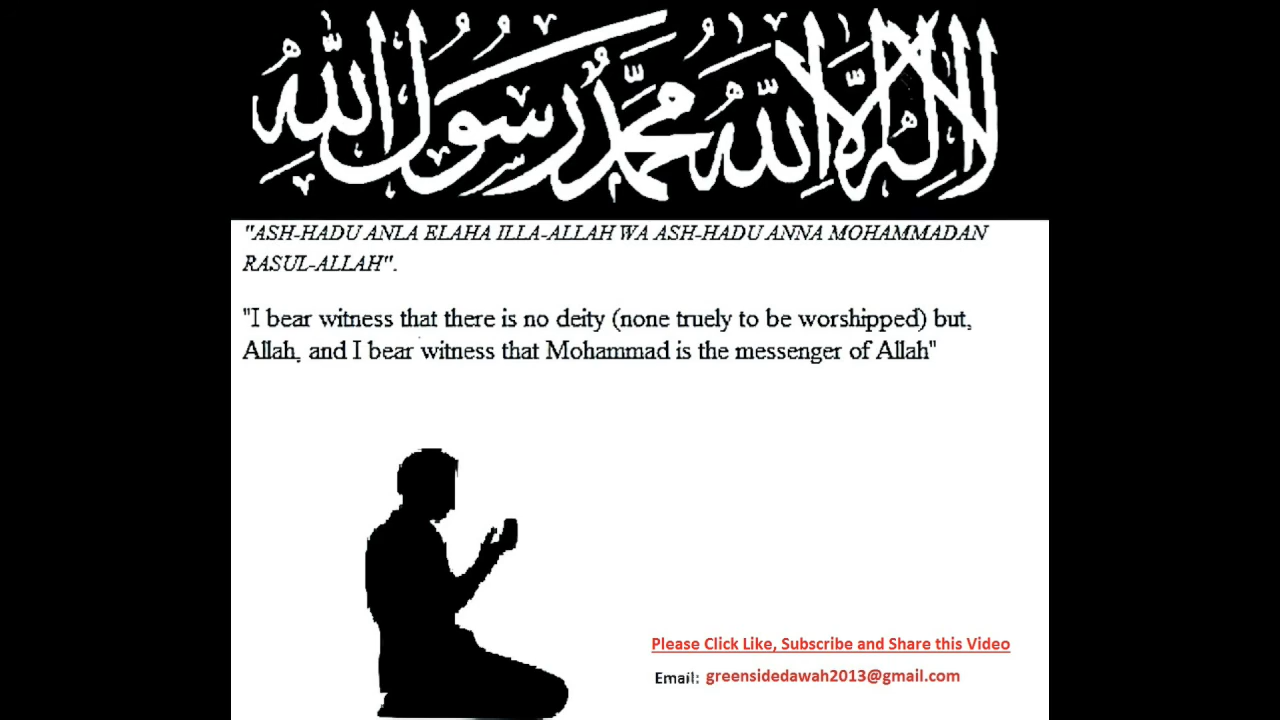 لا إله إلا الله محمد رسول الله
"ASH-HADU ANLA ELAHA ILLA-ALLAH WA ASH-HADU ANNA MOHAMMADAN
RASUL-ALLAH".
"I bear witness that there is no deity (none truely to be worshipped) but,
Allah, and I bear witness that Mohammad is the messenger of Allah"
Please Click Like, Subscribe and Share this Video
Email: greensidedawah2013@gmail.com